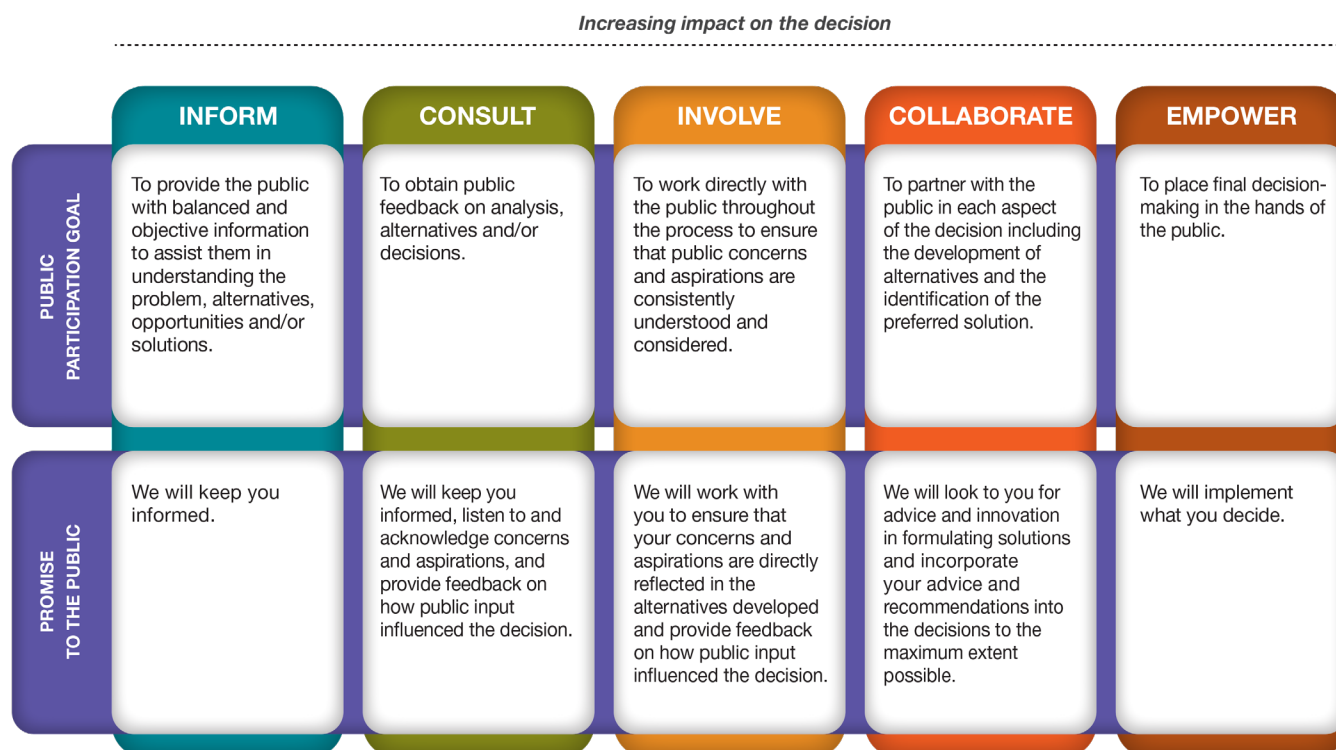 Increasing impact on the decision
INFORM
CONSULT
INVOLVE
COLLABORATE
EMPOWER
PUBLIC
PARTICIPATION GOAL
To provide the public
with balanced and
objective information
to assist them in
understanding the
problem, alternatives,
opportunities and/or
solutions.
To obtain public
feedback on analysis,
alternatives and/or
decisions.
To work directly with
the public throughout
the process to ensure
that public concerns
and aspirations are
consistently
understood and
considered.
To partner with the
public in each aspect
of the decision including
the development of
alternatives and the
identification of the
preferred solution.
To place final decision-
making in the hands of
the public.
PROMISE
TO THE PUBLIC
We will keep you
informed.
We will keep you
informed, listen to and
acknowledge concerns
and aspirations, and
provide feedback on
how public input
influenced the decision.
We will work with
you to ensure that
your concerns and
aspirations are directly
reflected in the
alternatives developed
and provide feedback
on how public input
influenced the decision.
We will look to you for
advice and innovation
in formulating solutions
and incorporate
your advice and
recommendations into
the decisions to the
maximum extent
possible.
We will implement
what you decide.